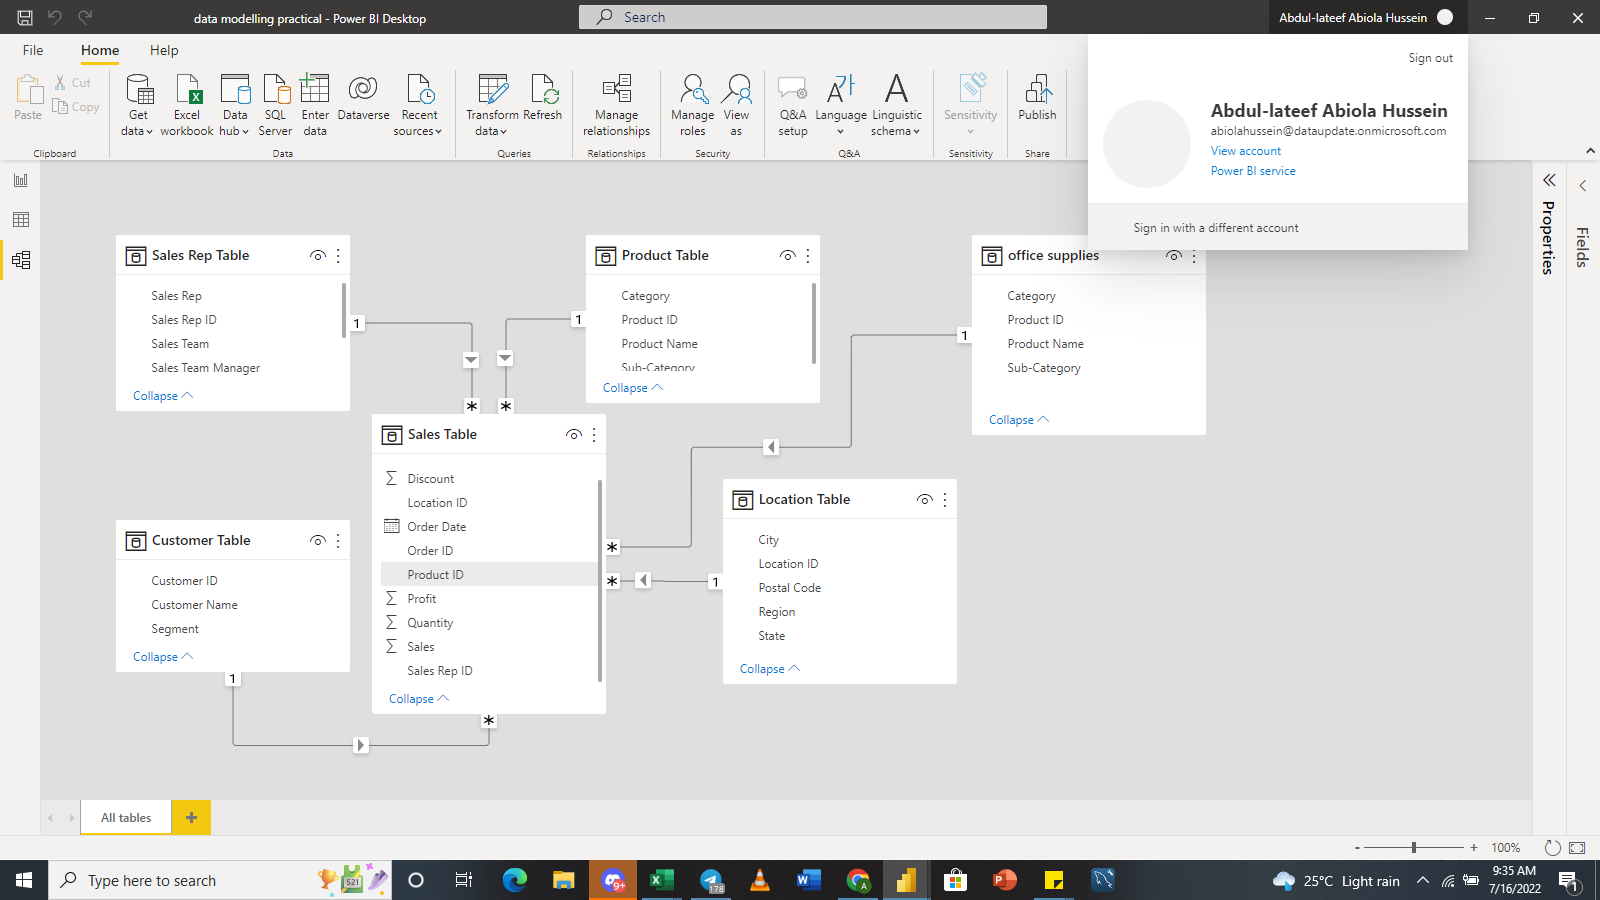 data modelling practical - Power BI Desktop
Search
Abdul-lateef Abiola Hussein
File
Home
Help
Sign out
Paste
Cut
Copy
Get data
Excel workbook
Data hub
SQL Server
Enter data
Dataverse
Recent sources
Transform data
Refresh
Manage relationships
Manage roles
View as
Q&A setup
Language
Linguistic schema
Sensitivity
Publish
Clipboard
Data
Queries
Relationships
Security
Q&A
Sensitivity
Share
Abdul-lateef Abiola Hussein
abiolahussein@dataupdate.onmicrosoft.com
View account
Power BI service
Sign in with a different account
Properties
Fields
Sales Rep Table
Sales Rep
Sales Rep ID
Sales Team
Sales Team Manager
Collapse
1
*
Product Table
Category
Product ID
Product Name
Sub-Category
Collapse
1
*
office supplies
Category
Product ID
Product Name
Sub-Category
Collapse
1
*
Sales Table
Discount
Location ID
Order Date
Order ID
Product ID
Profit
Quantity
Sales
Sales Rep ID
Collapse
Location Table
City
Location ID
Postal Code
Region
State
Collapse
1
*
Customer Table
Customer ID
Customer Name
Segment
Collapse
1
*
All tables
+
- + 100%
Type here to search
521
9+
178
A
25°C Light rain
9:35 AM
7/16/2022
1